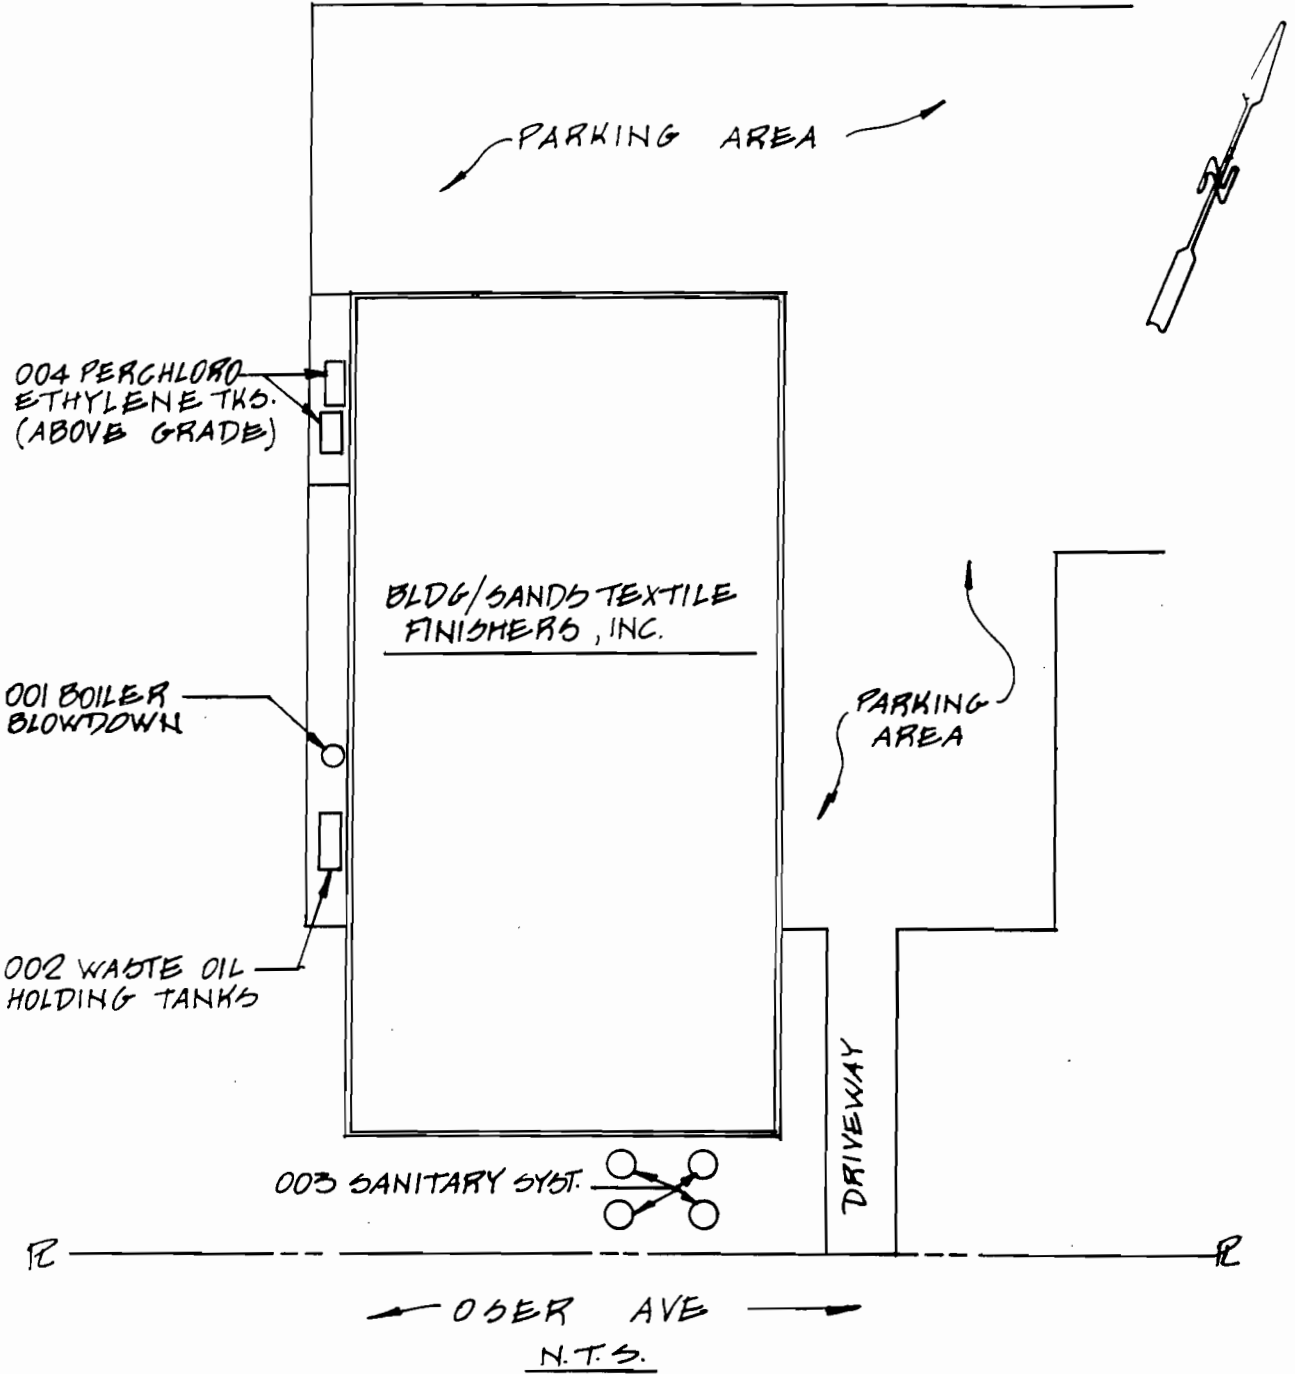 PARKING AREA
N
004 PERCHLORO
ETHYLENE TKS.
(ABOVE GRADE)
BLDG/SANDS TEXTILE
FINISHERS, INC.
001 BOILER
BLOWDOWN
PARKING
AREA
002 WASTE OIL
HOLDING TANKS
DRIVEWAY
003 SANITARY SYST.
PL PL
OSER AVE
N.T.S.